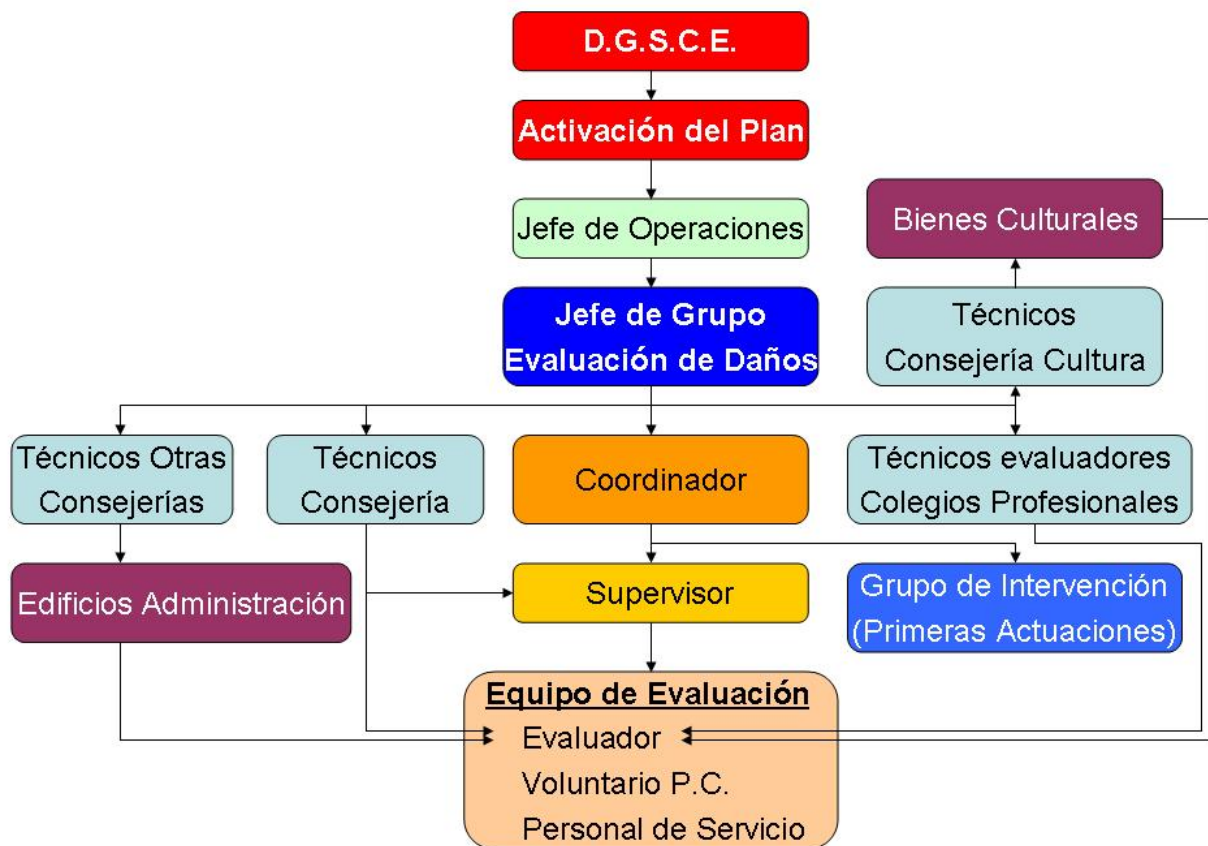 D.G.S.C.E.
Activación del Plan
Jefe de Operaciones
Bienes Culturales
Jefe de Grupo
Evaluación de Daños
Técnicos
Consejería Cultura
Técnicos Otras
Consejerías
Técnicos
Consejería
Coordinador
Técnicos evaluadores
Colegios Profesionales
Edificios Administración
Supervisor
Grupo de Intervención
(Primeras Actuaciones)
Equipo de Evaluación
Evaluador
Voluntario P.C.
Personal de Servicio